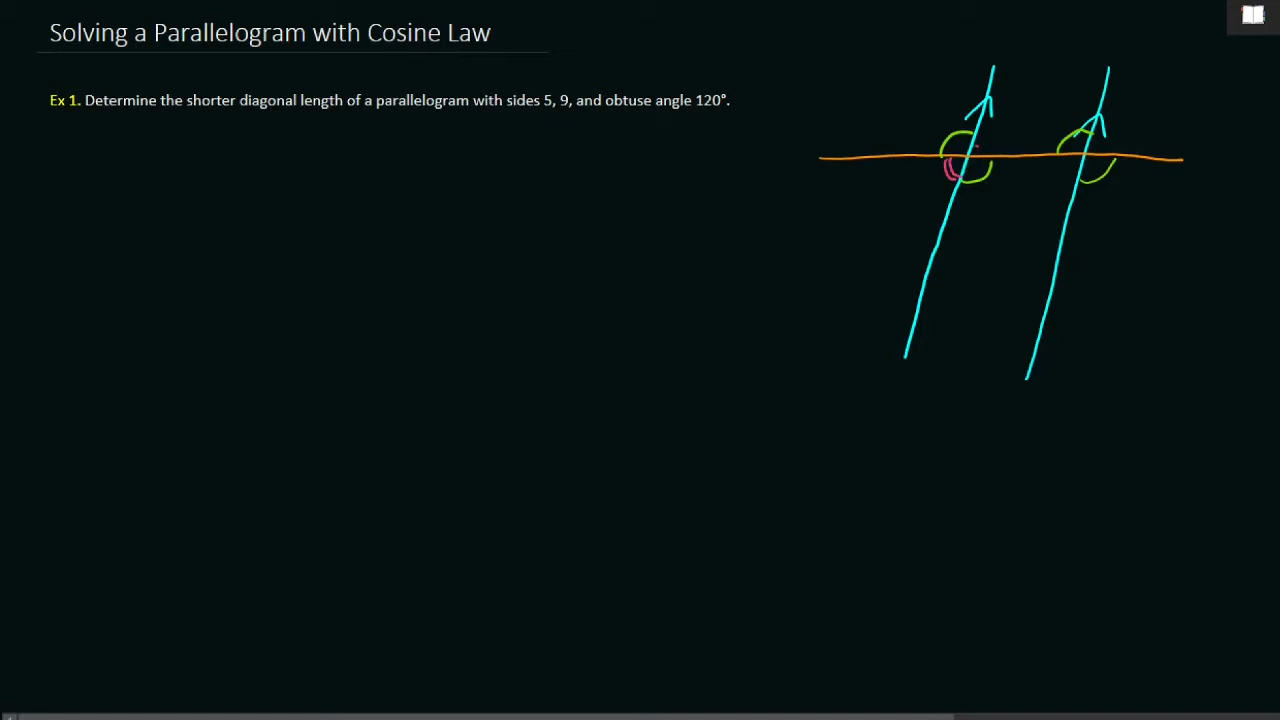 Solving a Parallelogram with Cosine Law
Ex 1. Determine the shorter diagonal length of a parallelogram with sides 5, 9, and obtuse angle 120°.